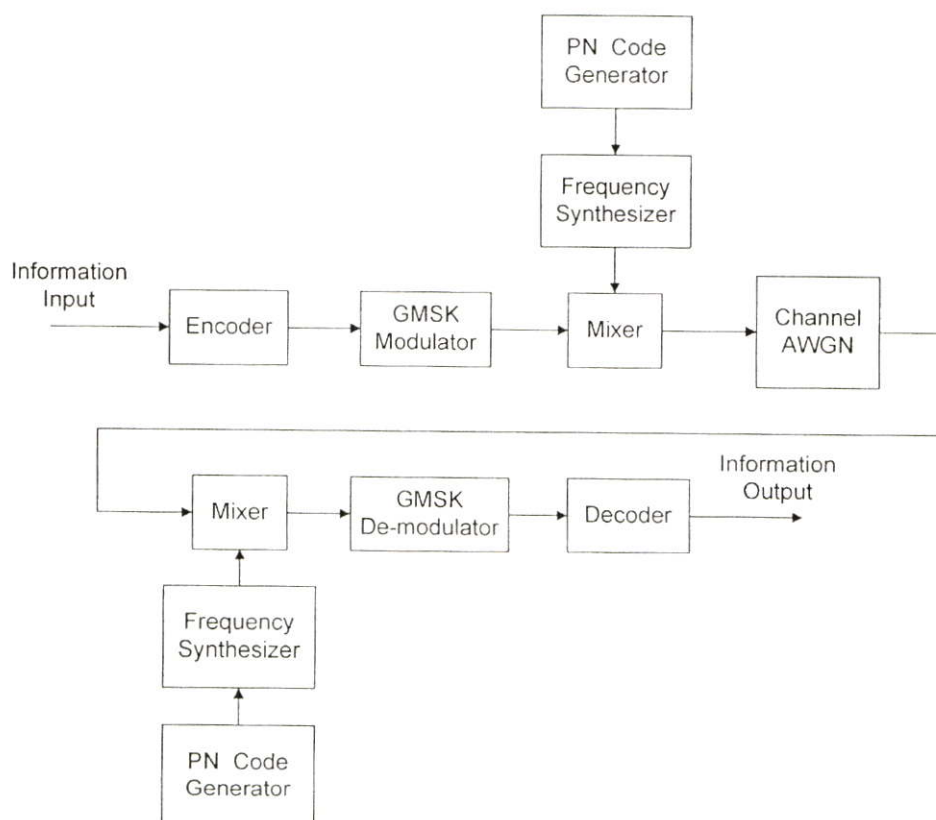 PN Code
Generator
Frequency
Synthesizer
Information
Input
Encoder
GMSK
Modulator
Mixer
Channel
AWGN
Mixer
GMSK
De-modulator
Decoder
Information
Output
Frequency
Synthesizer
PN Code
Generator